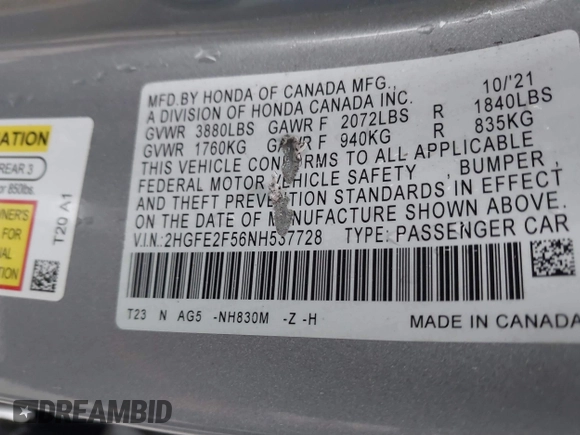 MFD.BY HONDA OF CANADA MFG., 10/'21
A DIVISION OF HONDA CANADA INC.
GVWR 3880LBS GAWR F 2072LBS R 1840LBS
GVWR 1760KG GAWR F 940KG R 835KG
THIS VEHICLE CONFORMS TO ALL APPLICABLE
FEDERAL MOTOR VEHICLE SAFETY, BUMPER,
AND THEFT PREVENTION STANDARDS, IN EFFECT
ON THE DATE OF MANUFACTURE SHOWN ABOVE.
V.I.N.: TYPE: PASSENGER CAR
T23 N AG5 -NH830M -Z -H
MADE IN CANADA
REAR 3
850lbs.
T20 A1
DREAMBID